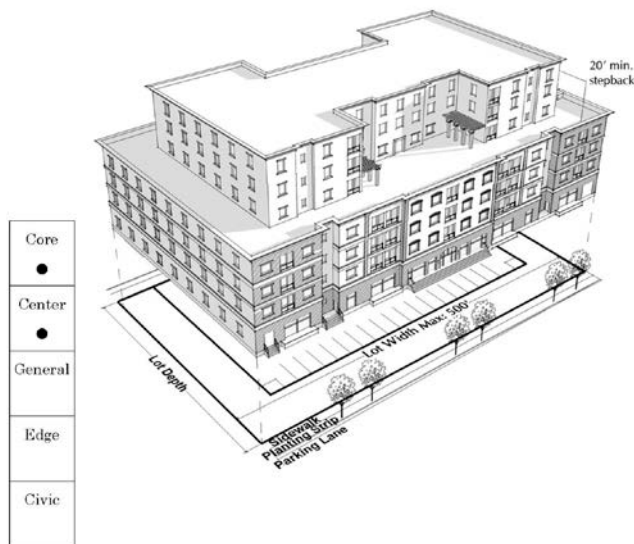 20' min.
stepback
Core
Center
General
Edge
Civic
Lot Width Max: 500'
Lot Depth
Sidewalk
Planting Strip
Parking Lane